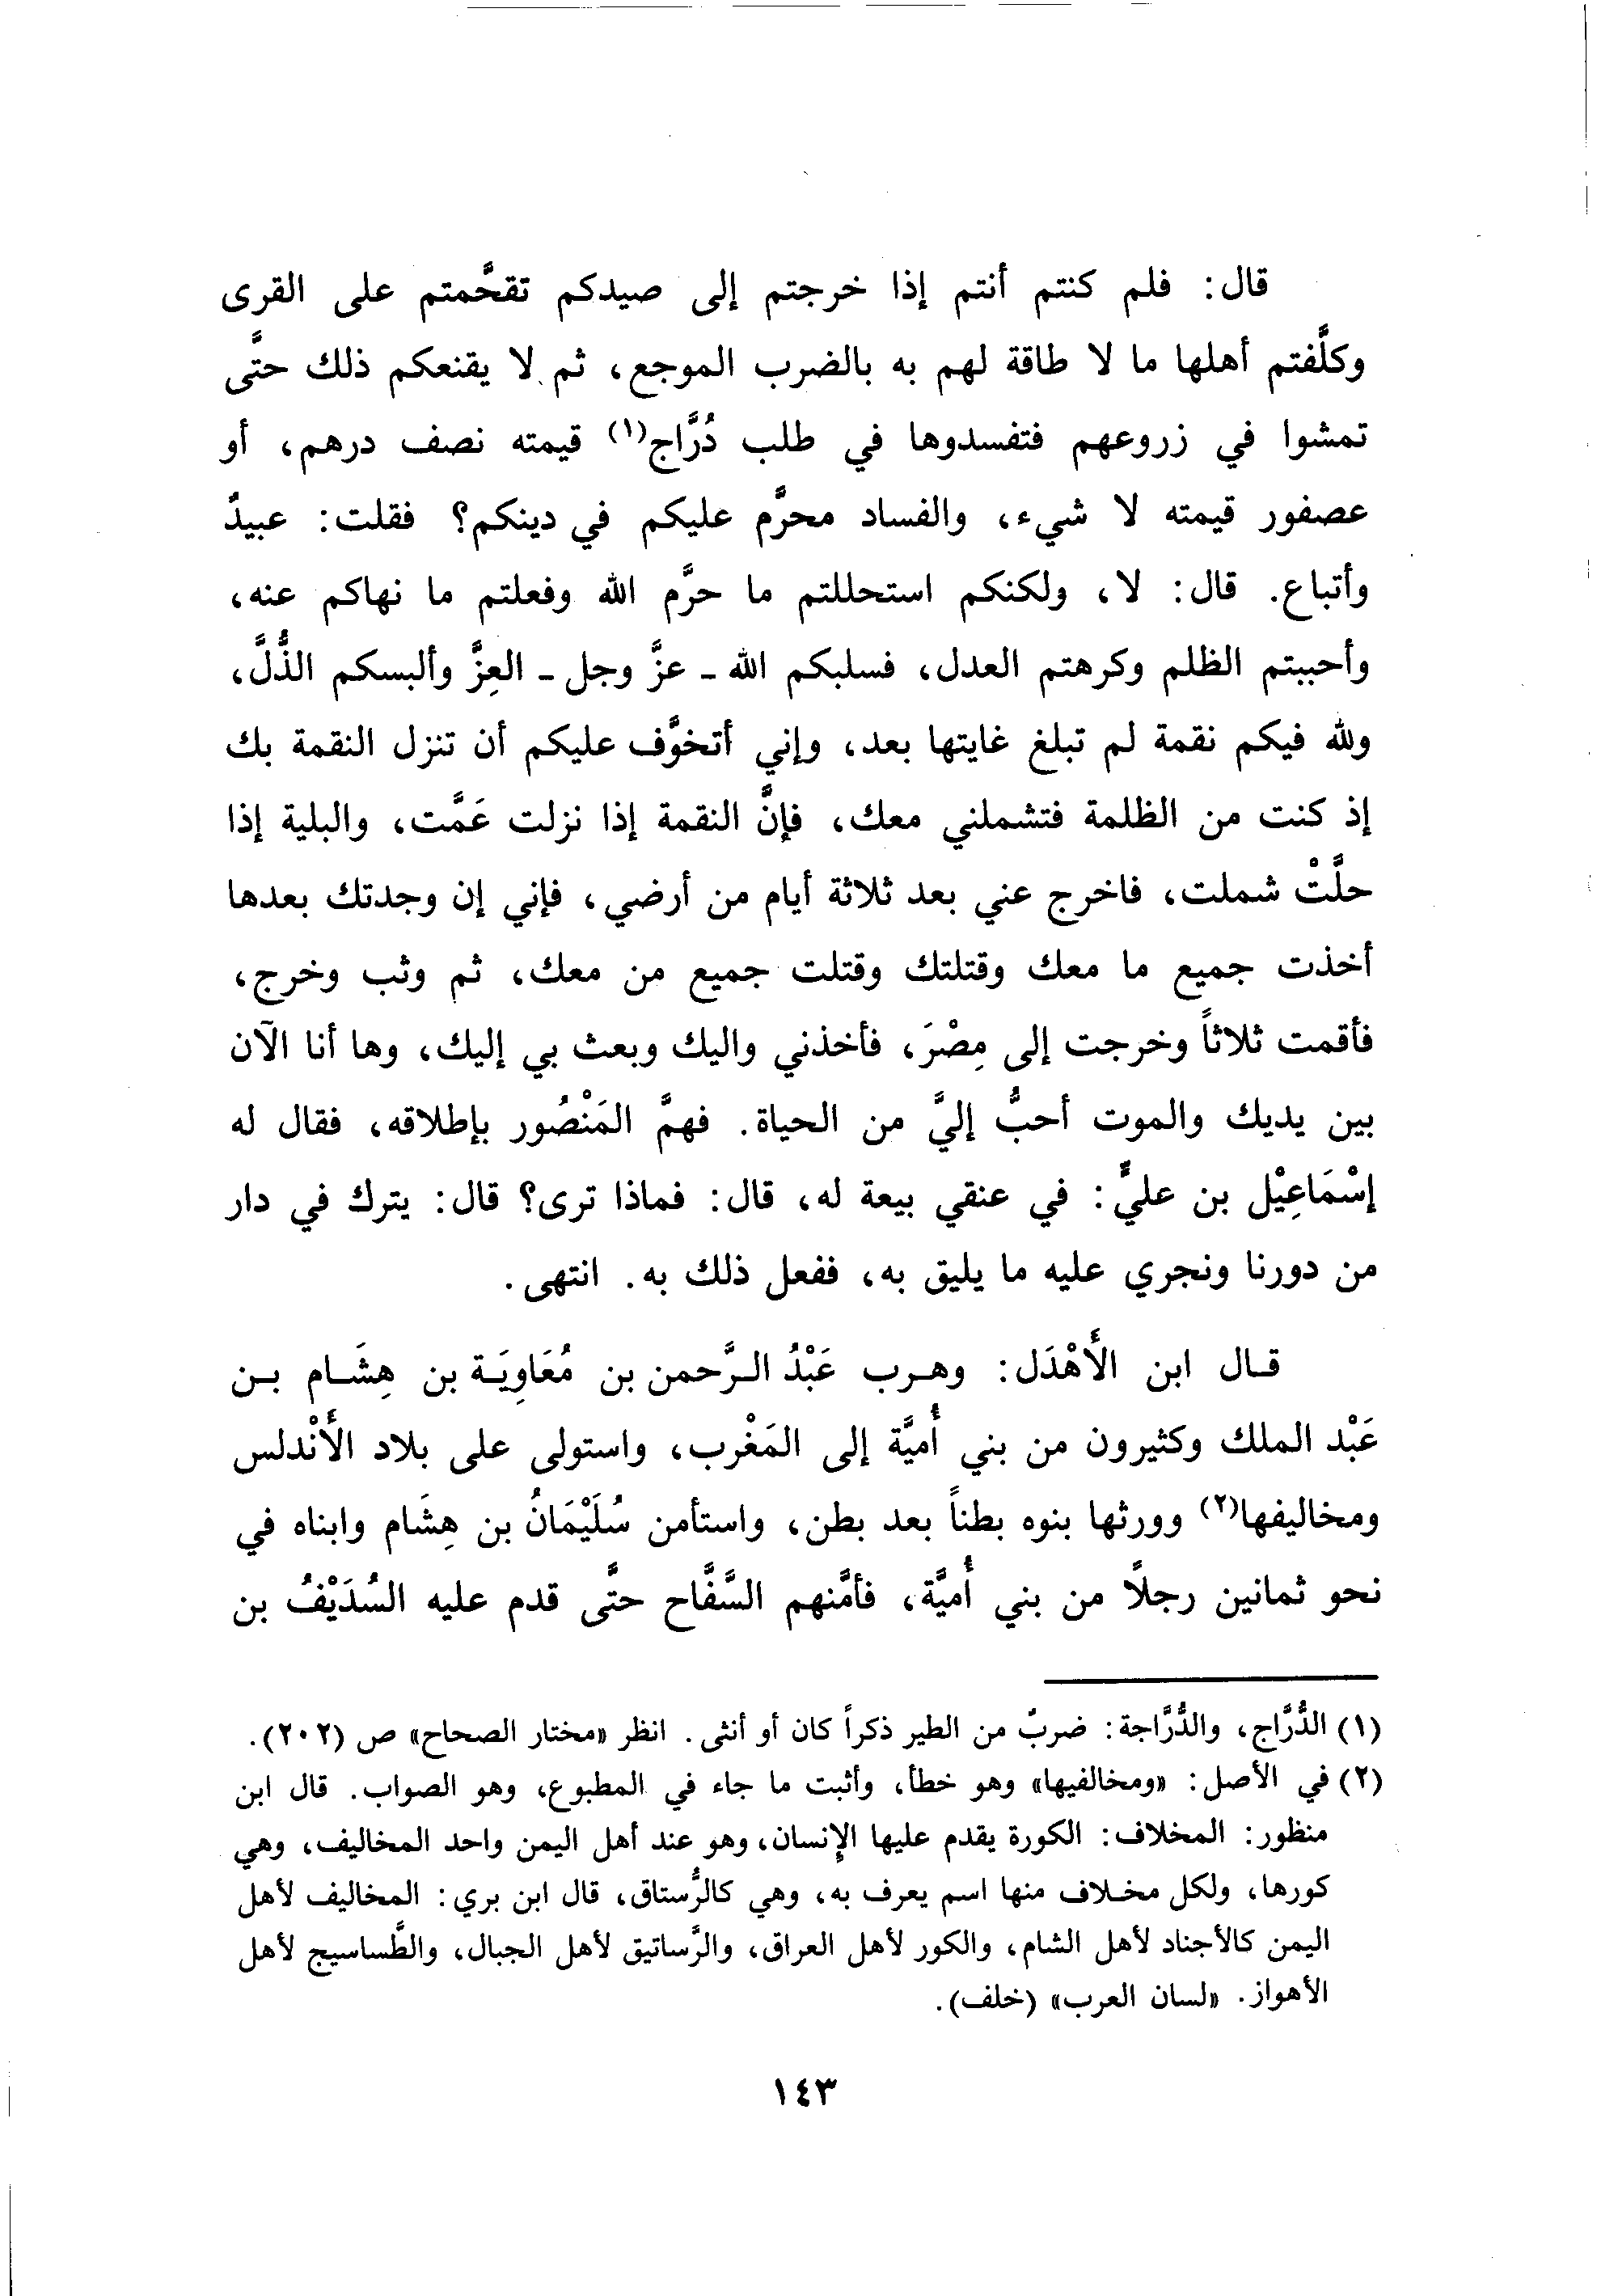 قال: فلم كنتم أنتم إذا خرجتم إلى صيدكم تقحَّمتم على القرى
وكلَّفتم أهلها ما لا طاقة لهم به بالضرب الموجع، ثم لا يقنعكم ذلك حتَّى
تمشوا في زروعهم فتفسدوها في طلب دُرَّاج(١) قيمته نصف درهم، أو
عصفور قيمته لا شيء، والفساد محرَّم عليكم في دينكم؟ فقلت: عبيدٌ
وأتباع. قال: لا، ولكنكم استحللتم ما حرَّم الله وفعلتم ما نهاكم عنه،
وأحببتم الظلم وكرهتم العدل، فسلبكم الله ـ عزَّ وجل ـ العِزَّ وألبسكم الذُّلَّ،
ولله فيكم نقمة لم تبلغ غايتها بعد، وإني أتخوَّف عليكم أن تنزل النقمة بك
إذ كنت من الظلمة فتشملني معك، فإنَّ النقمة إذا نزلت عَمَّت، والبلية إذا
حلَّتْ شملت، فاخرج عني بعد ثلاثة أيام من أرضي، فإني إن وجدتك بعدها
أخذت جميع ما معك وقتلتك وقتلت جميع من معك، ثم وثب وخرج،
فأقمت ثلاثاً وخرجت إلى مِصْرَ، فأخذني واليك وبعث بي إليك، وها أنا الآن
بين يديك والموت أحبُّ إليَّ من الحياة. فهمَّ المَنْصُور بإطلاقه، فقال له
إسْمَاعِيْل بن عليٍّ: في عنقي بيعة له، قال: فماذا ترى؟ قال: يترك في دار
من دورنا ونجري عليه ما يليق به، ففعل ذلك به. انتهى.
قال ابن الأَهْدَل: وهرب عَبْدُ الرَّحمن بن مُعَاوِيَة بن هِشَام بن
عَبْد الملك وكثيرون من بني أُميَّة إلى المَغْرب، واستولى على بلاد الأَنْدلس
ومخاليفها(٢) وورثها بنوه بطناً بعد بطن، واستأمن سُلَيْمَانُ بن هِشَام وابناه في
نحو ثمانين رجلًا من بني أُميَّة، فأمَّنهم السَّفَّاح حتَّى قدم عليه السُدَيْفُ بن
(١) الدُّرَّاج، والدُّرَّاجة: ضربٌ من الطير ذكراً كان أو أنثى. انظر «مختار الصحاح» ص (٢٠٢).
(٢) في الأصل: «ومخالفيها» وهو خطأ، وأثبت ما جاء في المطبوع، وهو الصواب. قال ابن
منظور: المخلاف: الكورة يقدم عليها الإنسان، وهو عند أهل اليمن واحد المخاليف، وهي
كورها، ولكل مخلاف منها اسم يعرف به، وهي كالرُّستاق، قال ابن بري: المخاليف لأهل
اليمن كالأجناد لأهل الشام، والكور لأهل العراق، والرَّساتيق لأهل الجبال، والطَّساسيج لأهل
الأهواز. «لسان العرب» (خلف).
١٤٣